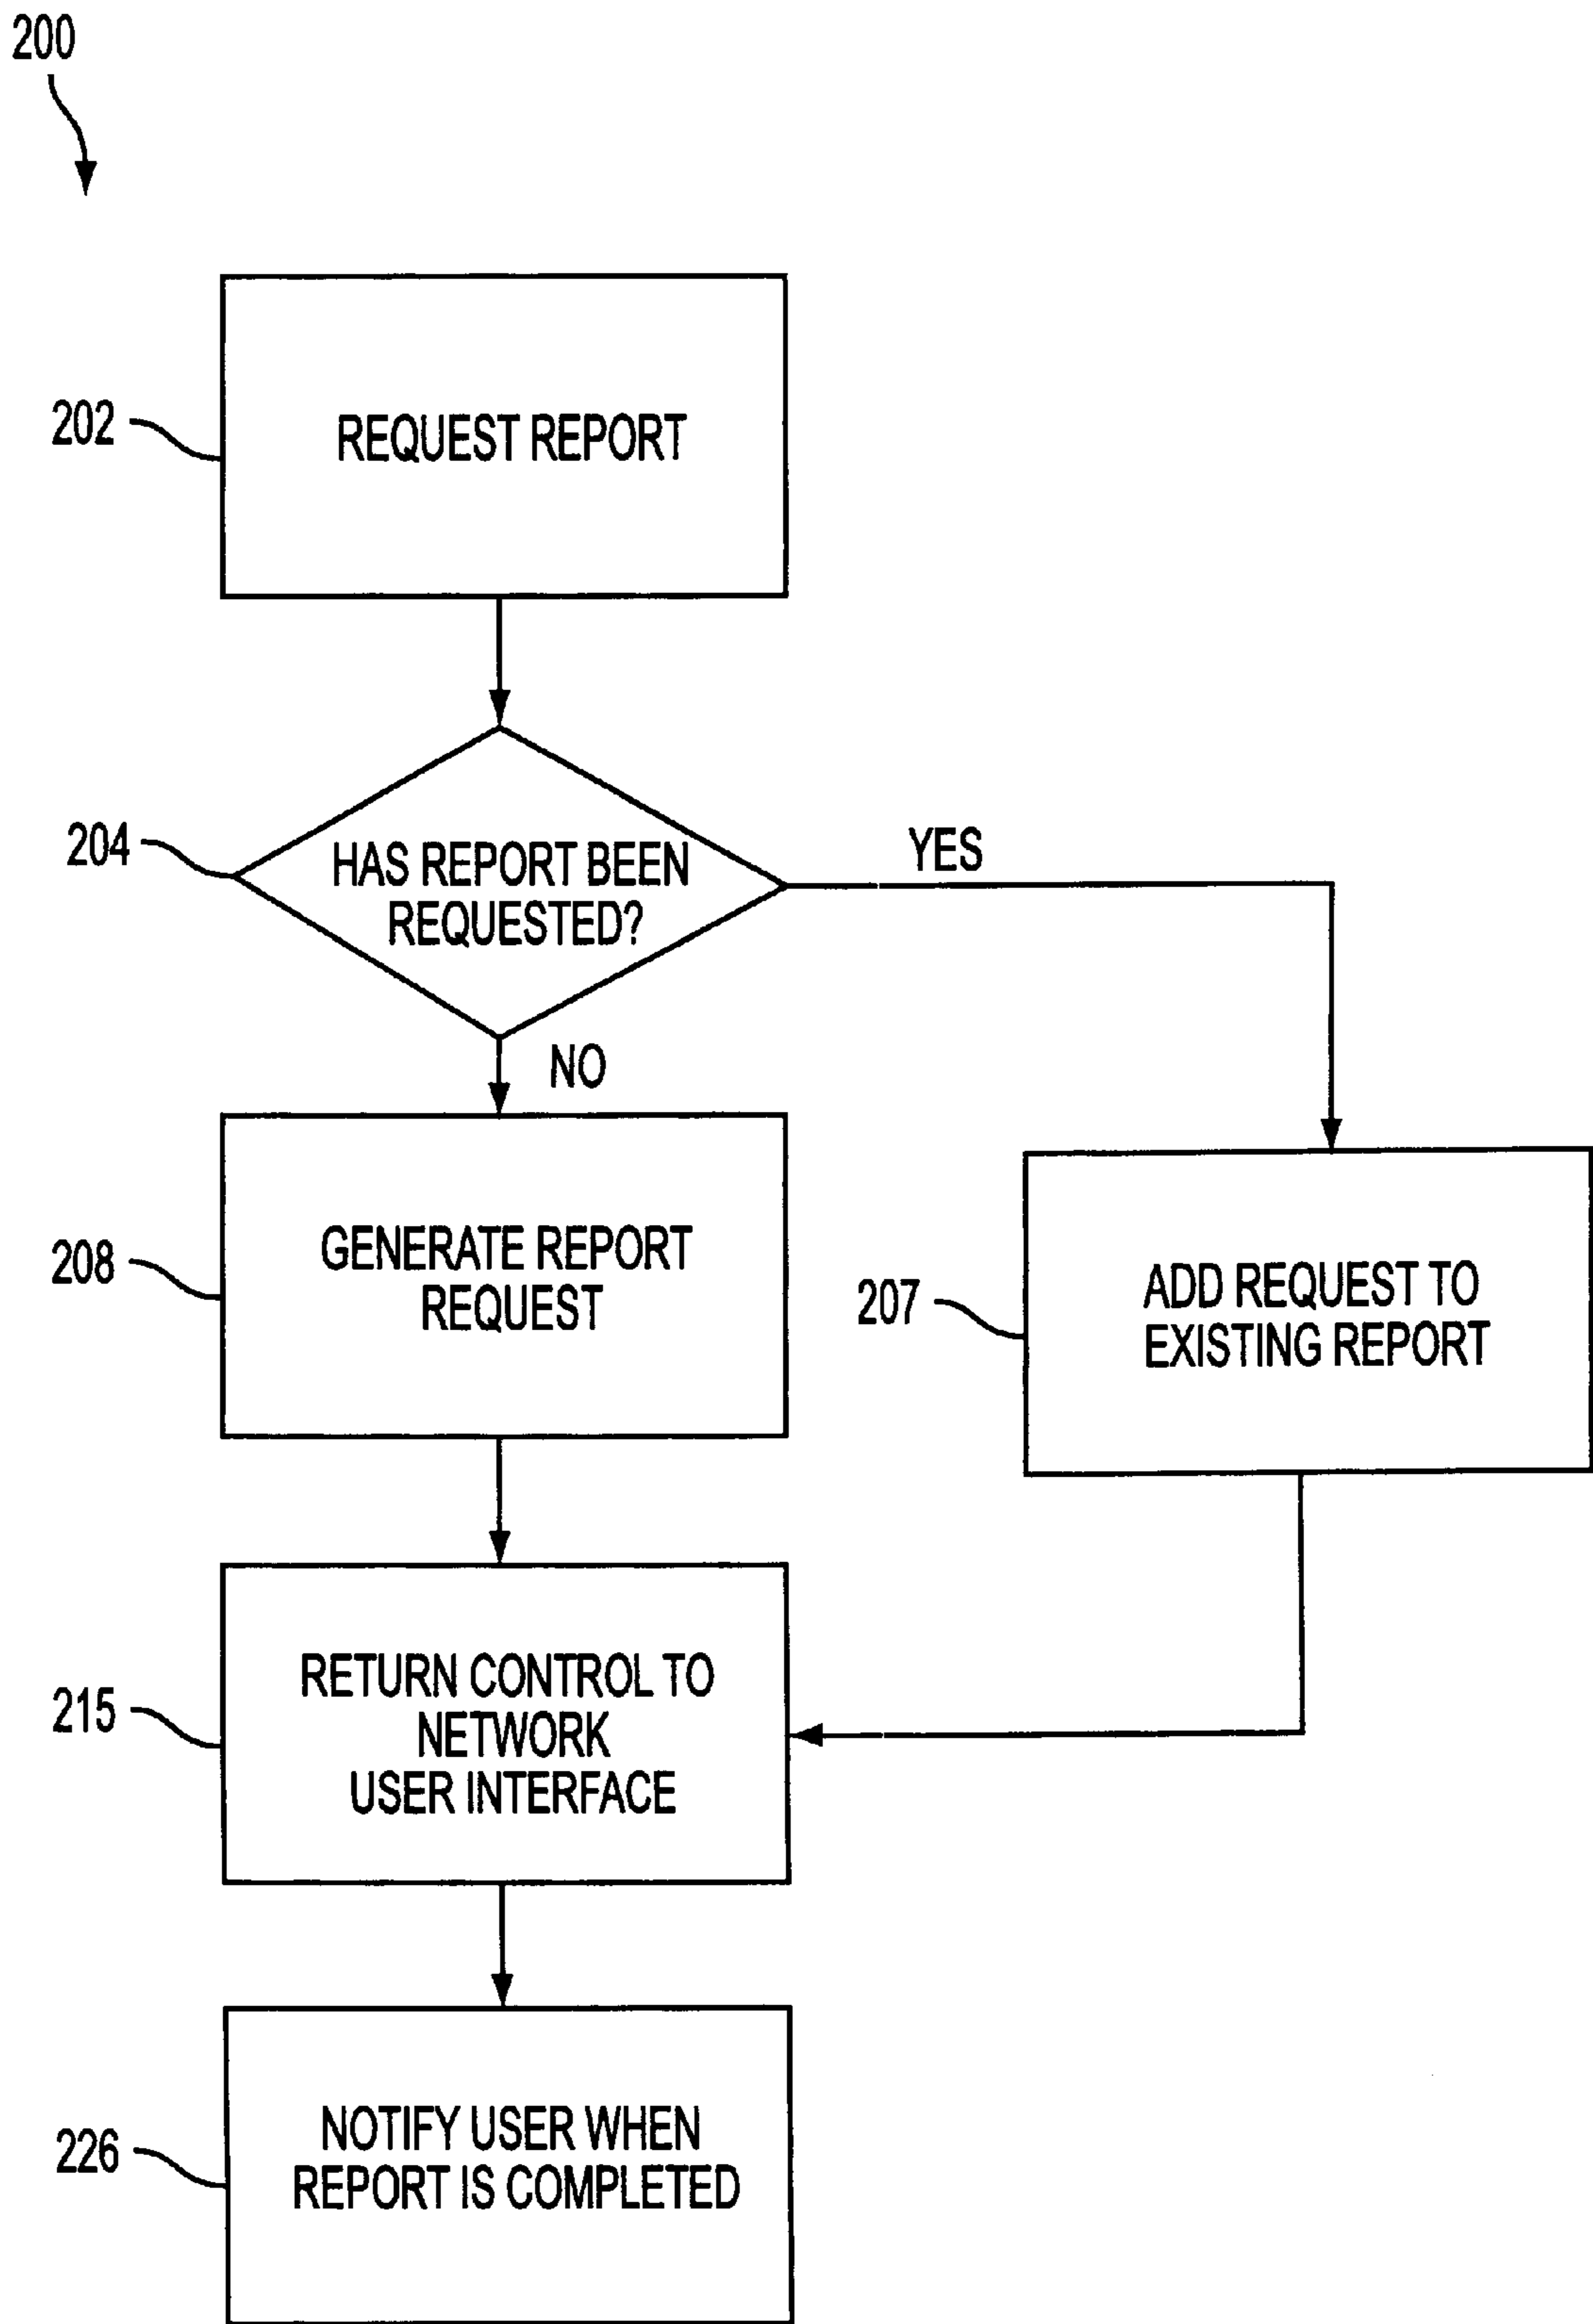 200
202
REQUEST REPORT
204
HAS REPORT BEEN
REQUESTED?
YES
NO
208
GENERATE REPORT
REQUEST
207
ADD REQUEST TO
EXISTING REPORT
215
RETURN CONTROL TO
NETWORK
USER INTERFACE
226
NOTIFY USER WHEN
REPORT IS COMPLETED